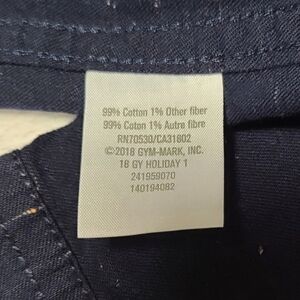 99% Cotton 1% Other fiber
99% Coton 1% Autre fibre
RN70530/CA31802
©2018 GYM-MARK, INC.
18 GY HOLIDAY 1
241959070
140194082